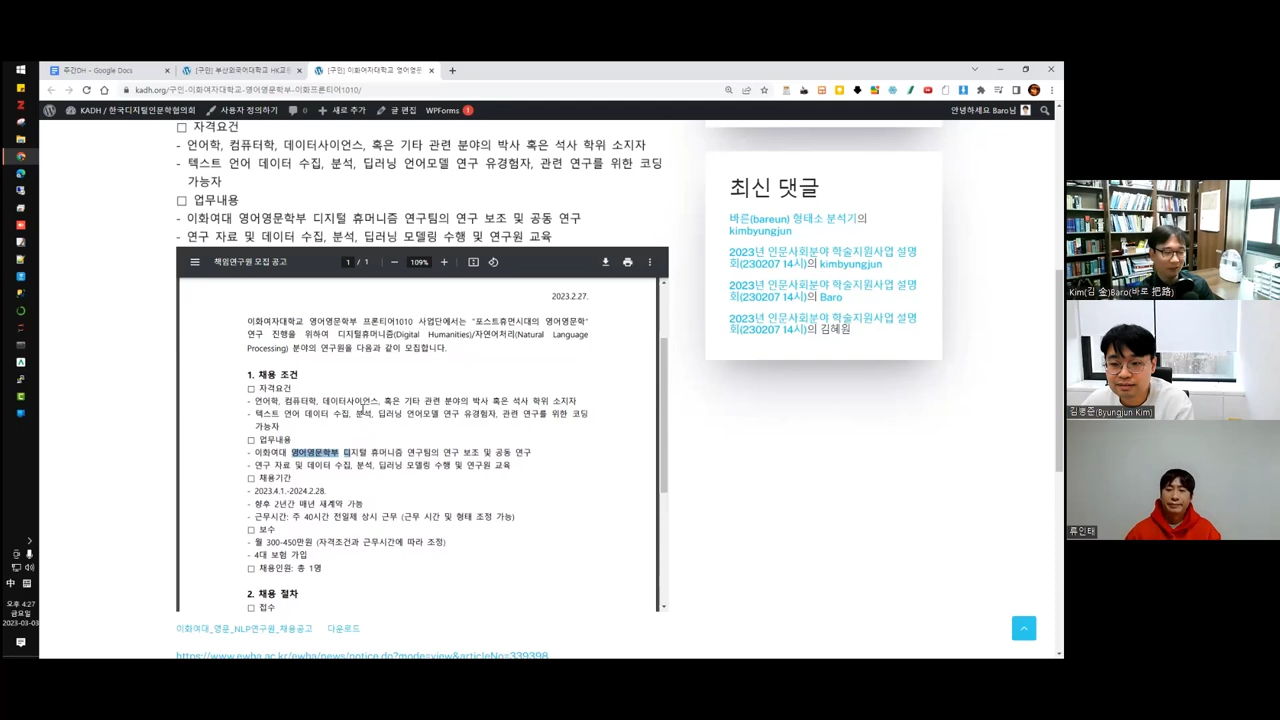 주간DH - Google Docs
[구인] 부산외국어대학교 HK교
[구인] 이화여자대학교 영어영문
kadh.org/구인-이화여자대학교-영어영문학부-이화프론티어1010/
KADH / 한국디지털인문학협의회
사용자 정의하기
0
새로 추가
글 편집
WPForms 1
안녕하세요 Baro님
□ 자격요건
- 언어학, 컴퓨터학, 데이터사이언스, 혹은 기타 관련 분야의 박사 혹은 석사 학위 소지자
- 텍스트 언어 데이터 수집, 분석, 딥러닝 언어모델 연구 유경험자, 관련 연구를 위한 코딩
가능자
□ 업무내용
- 이화여대 영어영문학부 디지털 휴머니즘 연구팀의 연구 보조 및 공동 연구
- 연구 자료 및 데이터 수집, 분석, 딥러닝 모델링 수행 및 연구원 교육
책임연구원 모집 공고
1 / 1
109%
2023.2.27.
이화여자대학교 영어영문학부 프론티어1010 사업단에서는 "포스트휴먼시대의 영어영문학"
연구 진행을 위하여 디지털휴머니즘(Digital Humanities)/자연어처리(Natural Language
Processing) 분야의 연구원을 다음과 같이 모집합니다.
1. 채용 조건
□ 자격요건
- 언어학, 컴퓨터학, 데이터사이언스, 혹은 기타 관련 분야의 박사 혹은 석사 학위 소지자
- 텍스트 언어 데이터 수집, 분석, 딥러닝 언어모델 연구 유경험자, 관련 연구를 위한 코딩
가능자
□ 업무내용
- 이화여대 영어영문학부 디지털 휴머니즘 연구팀의 연구 보조 및 공동 연구
- 연구 자료 및 데이터 수집, 분석, 딥러닝 모델링 수행 및 연구원 교육
□ 채용기간
- 2023.4.1.-2024.2.28.
- 향후 2년간 매년 재계약 가능
- 근무시간: 주 40시간 전일제 상시 근무 (근무 시간 및 형태 조정 가능)
□ 보수
- 월 300-450만원 (자격조건과 근무시간에 따라 조정)
- 4대 보험 가입
□ 채용인원: 총 1명
2. 채용 절차
□ 접수
이화여대_영문_NLP연구원_채용공고
다운로드
https://www.ewha.ac.kr/ewha/news/notice.do?mode=view&articleNo=339398
최신 댓글
바른(bareun) 형태소 분석기의
kimbyungjun
2023년 인문사회분야 학술지원사업 설명
회(230207 14시)의 kimbyungjun
2023년 인문사회분야 학술지원사업 설명
회(230207 14시)의 Baro
2023년 인문사회분야 학술지원사업 설명
회(230207 14시)의 김혜원
Kim(김 金)Baro(바로 把路)
김병준(Byungjun Kim)
류인태
中
오후 4:27
금요일
2023-03-03